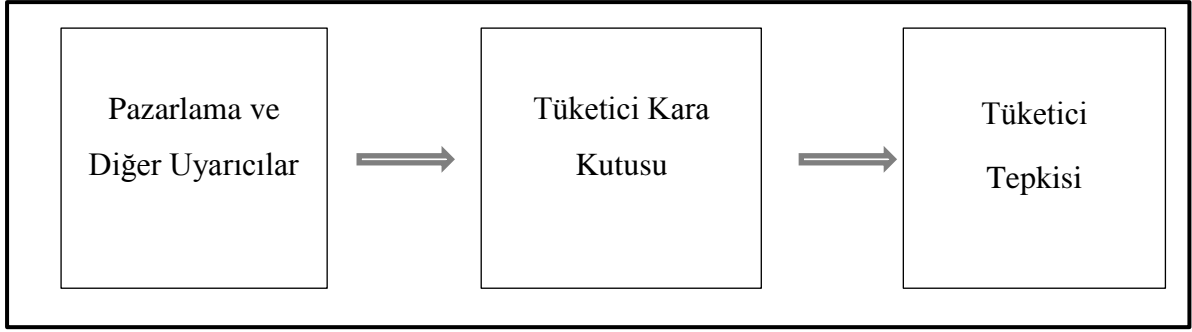 Pazarlama ve
Diğer Uyarıcılar
Tüketici Kara
Kutusu
Tüketici
Tepkisi